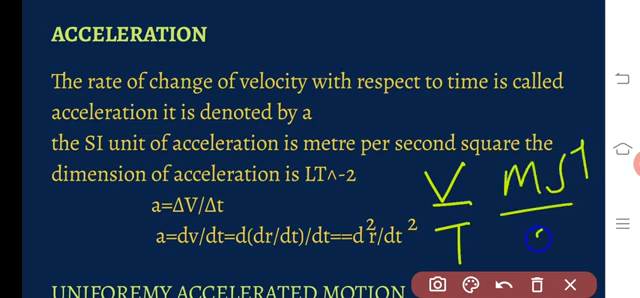 ACCELERATION
The rate of change of velocity with respect to time is called
acceleration it is denoted by a
the SI unit of acceleration is metre per second square the
dimension of acceleration is LT^-2
a=ΔV/Δt
a=dv/dt=d(dr/dt)/dt==d²r/dt ²
V
T
UNIFOREMY ACCELERATED MOTION